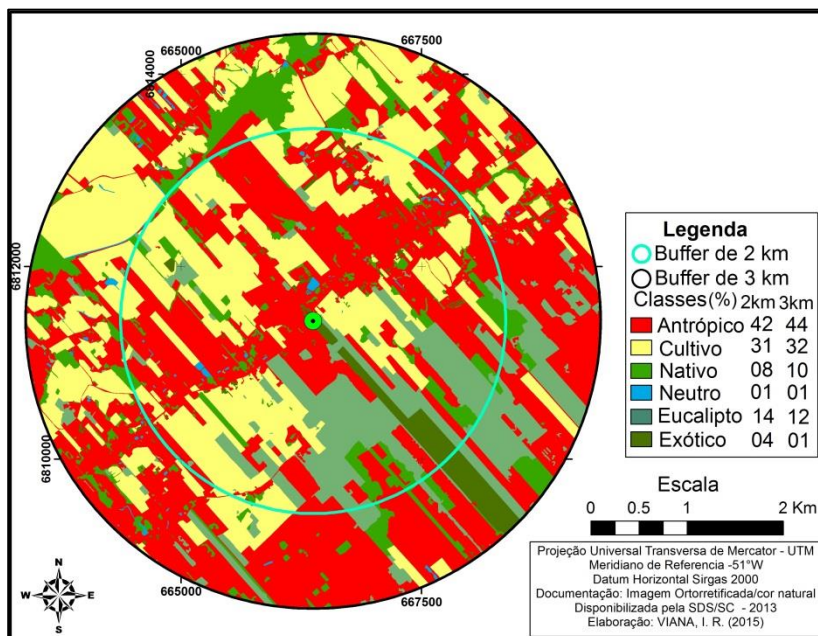 665000
667500
6814000
6812000
6810000
665000
667500
N
W E
S
Legenda
Buffer de 2 km
Buffer de 3 km
Classes(%) 2km 3km
Antrópico 42 44
Cultivo 31 32
Nativo 08 10
Neutro 01 01
Eucalipto 14 12
Exótico 04 01
Escala
0 1 2 Km
Projeção Universal Transversa de Mercator - UTM
Meridiano de Referencia -51°W
Datum Horizontal Sirgas 2000
Documentação: Imagem Ortorretificada/cor natural
Disponibilizada pela SDS/SC - 2013
Elaboração: VIANA, I. R. (2015)